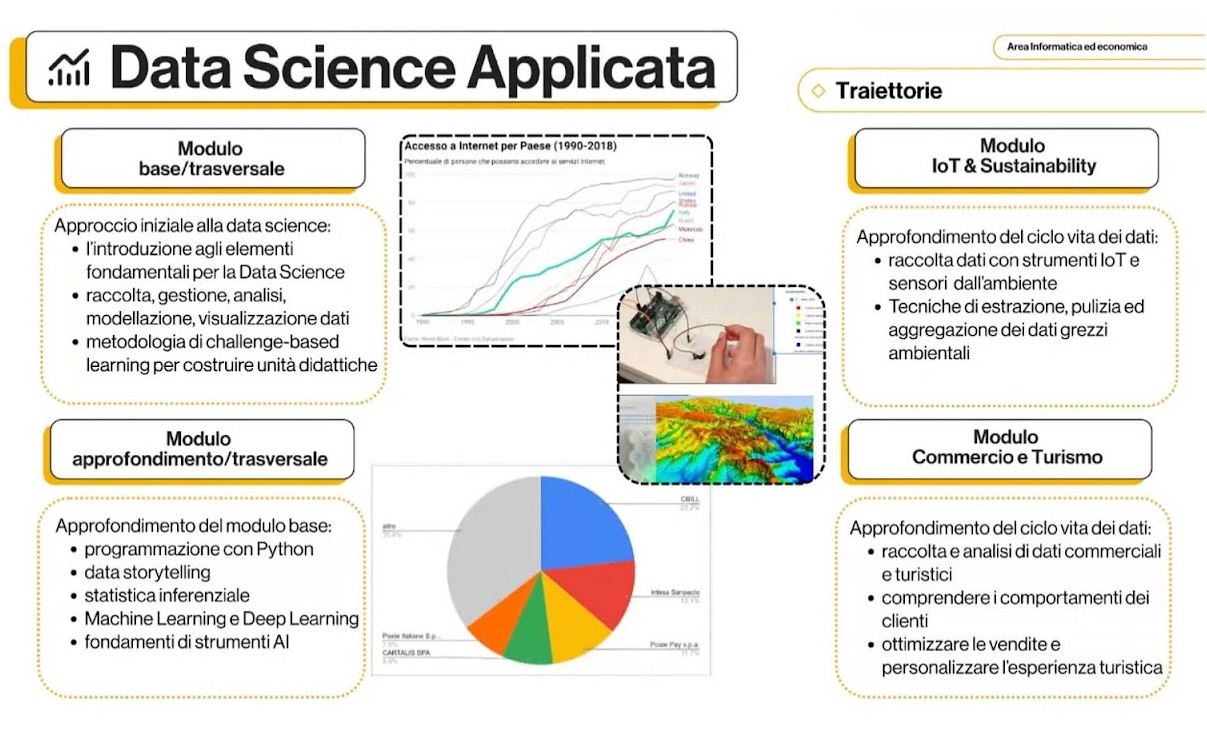 Data Science Applicata
Area Informatica ed economica
Traiettorie
Modulo
base/trasversale
Approccio iniziale alla data science:
• l'introduzione agli elementi
fondamentali per la Data Science
• raccolta, gestione, analisi,
modellazione, visualizzazione dati
• metodologia di challenge-based
learning per costruire unità didattiche
Accesso a Internet per Paese (1990-2018)
Percentuale di persone che possono accedere ai servizi Internet
Norway
Japan
United
States
Italy
Brazil
Morocco
China
1990
1995
2000
2005
2010
Modulo
IoT & Sustainability
Approfondimento del ciclo vita dei dati:
• raccolta dati con strumenti IoT e
sensori dall'ambiente
• Tecniche di estrazione, pulizia ed
aggregazione dei dati grezzi
ambientali
Modulo
approfondimento/trasversale
Approfondimento del modulo base:
• programmazione con Python
• data storytelling
• statistica inferenziale
• Machine Learning e Deep Learning
• fondamenti di strumenti AI
CBILL
23.2%
altro
Intesa Sanpaolo
13.1%
Poste Pay s.p.a.
11.7%
Poste Italiane S.p...
CARTALIS SPA
Modulo
Commercio e Turismo
Approfondimento del ciclo vita dei dati:
• raccolta e analisi di dati commerciali
e turistici
• comprendere i comportamenti dei
clienti
• ottimizzare le vendite e
personalizzare l'esperienza turistica